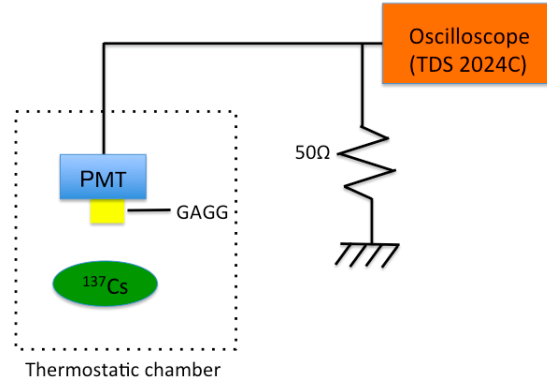 Oscilloscope
(TDS 2024C)
50Ω
PMT
GAGG
¹³⁷Cs
Thermostatic chamber